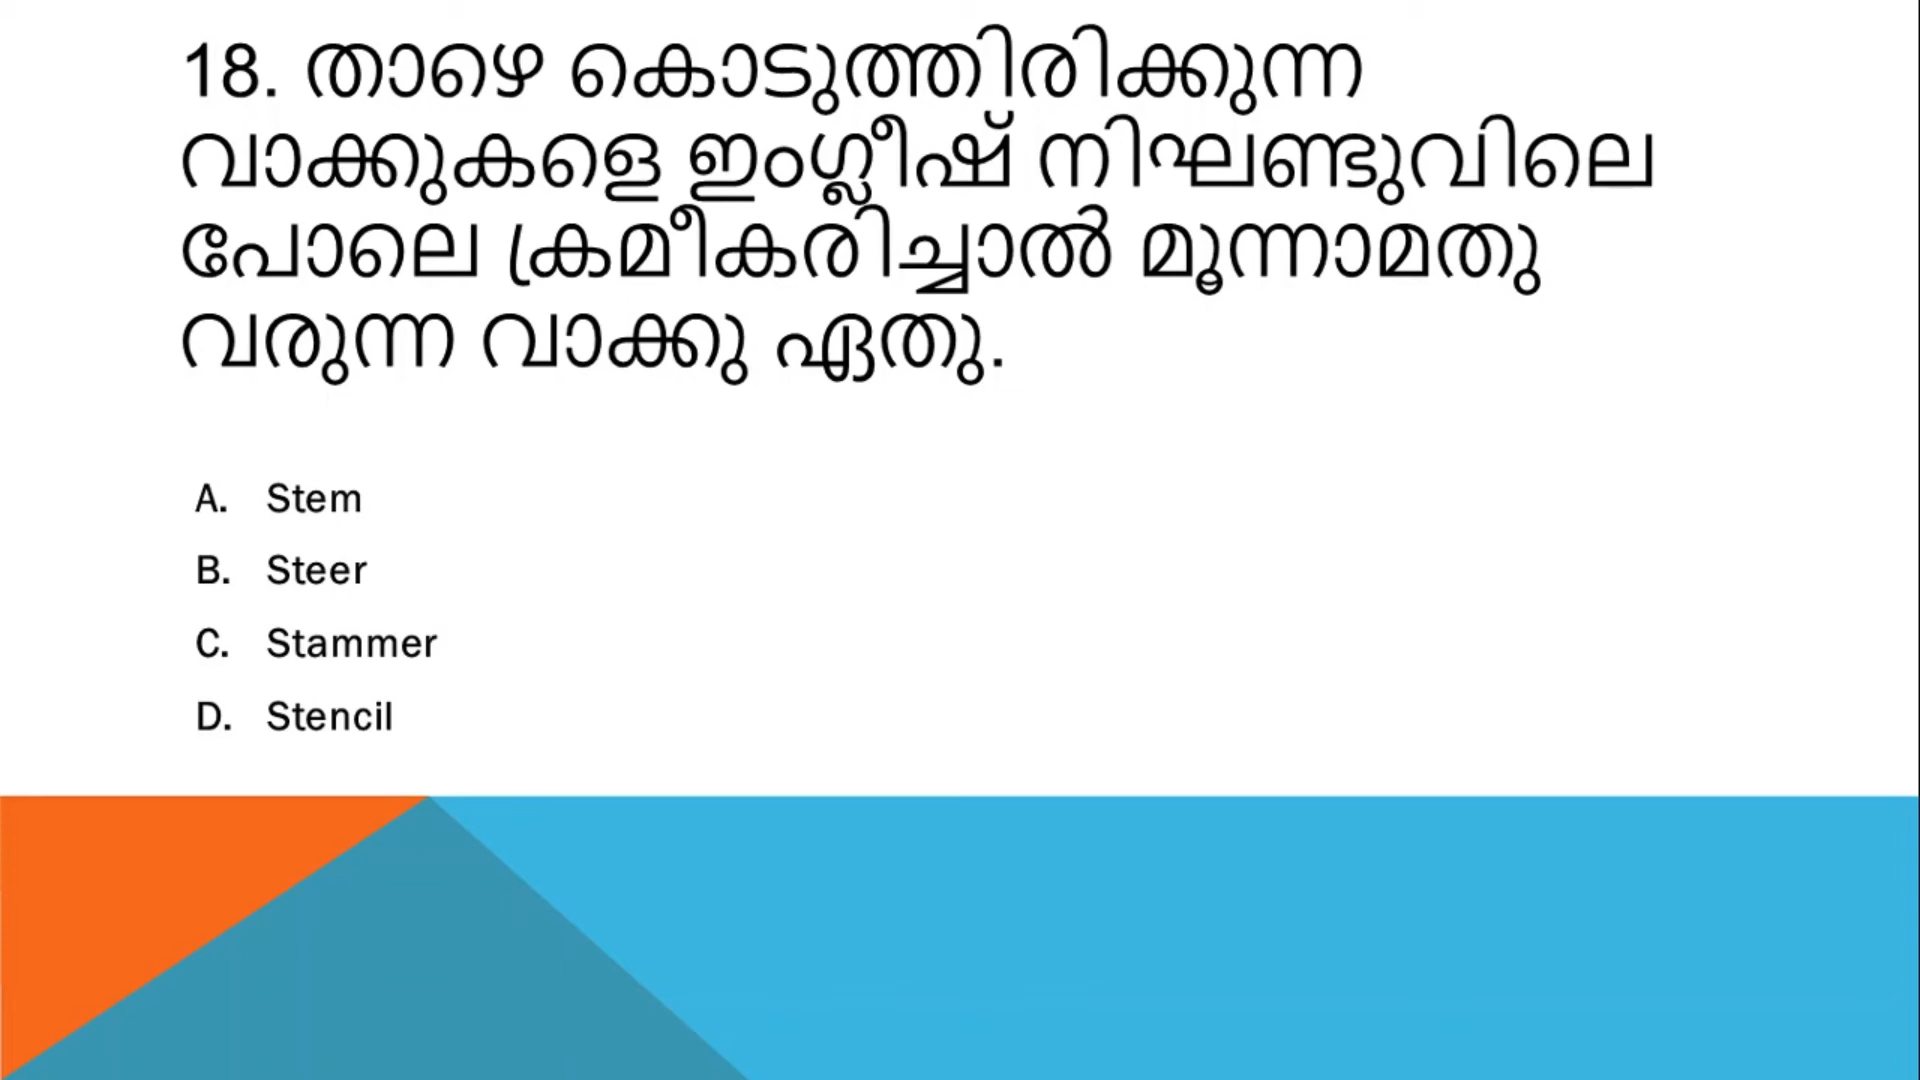 18. താഴെ കൊടുത്തിരിക്കുന്ന
വാക്കുകളെ ഇംഗ്ലീഷ് നിഘണ്ടുവിലെ
പോലെ ക്രമീകരിച്ചാൽ മൂന്നാമതു
വരുന്ന വാക്കു ഏതു.
A. Stem
B. Steer
C. Stammer
D. Stencil